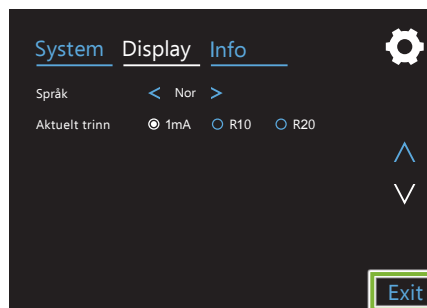 System Display Info
Språk < Nor >
Aktuelt trinn 1mA R10 R20
Exit